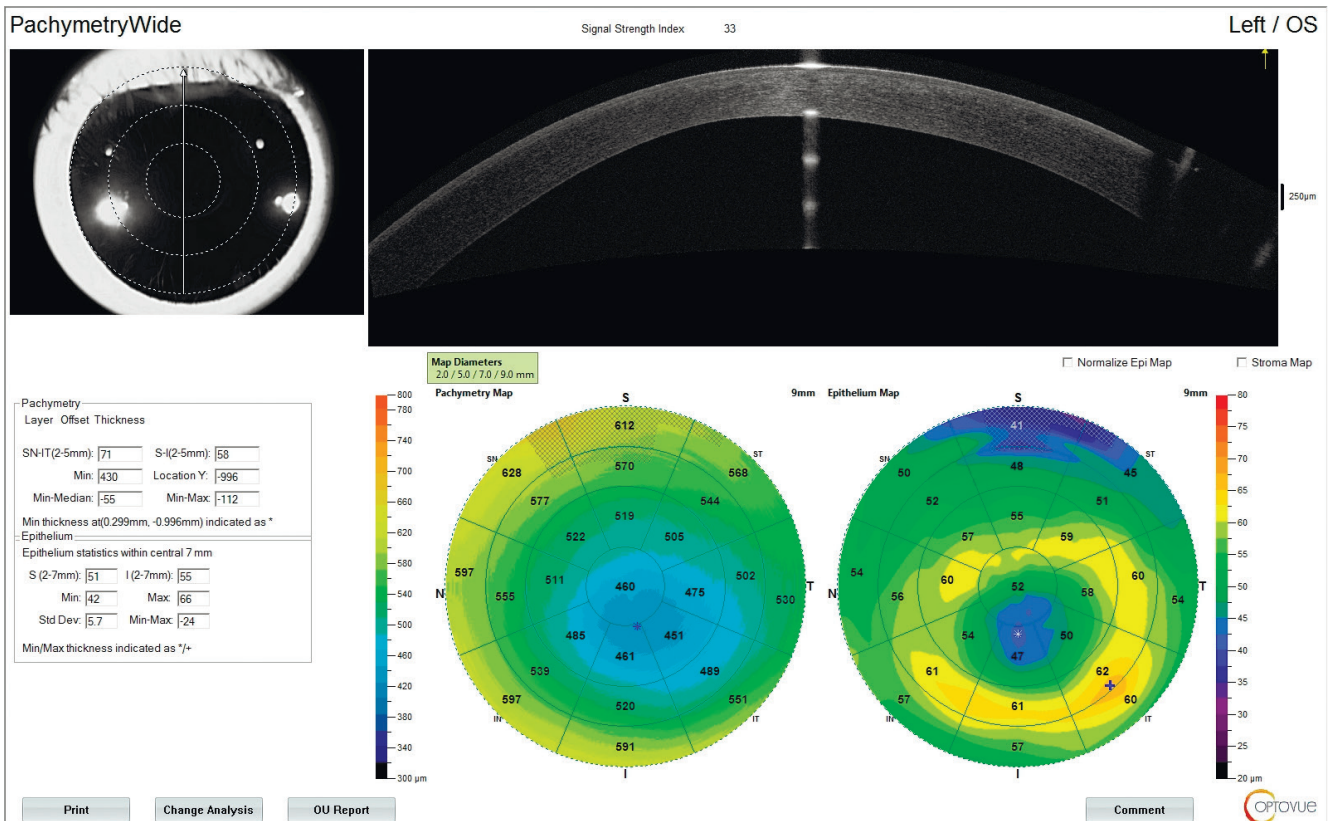 PachymetryWide
Signal Strength Index 33
Left / OS
250µm
Map Diameters
2.0 / 5.0 / 7.0 / 9.0 mm
Normalize Epi Map
Stroma Map
Pachymetry Map 9mm
Epithelium Map 9mm
Pachymetry
Layer Offset Thickness
SN-IT(2-5mm): 71 S-I(2-5mm): 58
Min: 430 Location Y: -996
Min-Median: -55 Min-Max: -112
Min thickness at(0.299mm, -0.996mm) indicated as *
Epithelium
Epithelium statistics within central 7 mm
S (2-7mm): 51 I (2-7mm): 55
Min: 42 Max: 66
Std Dev: 5.7 Min-Max: -24
Min/Max thickness indicated as */+
800
780
740
700
660
620
580
540
500
460
420
380
340
300 µm
S
612
SN
ST
628 570 568
577 544
519
522 505
597 555 511 460 475 502 530
N
T
485 451
461
539 489
597 520 551
IN
IT
591
I
S
41
SN
ST
50 48 45
52 51
55
57 59
54 56 60 52 58 60 54
N
T
54 50
47
61 62
57 61 60
IN
IT
57
I
80
75
70
65
60
55
50
45
40
35
30
25
20 µm
Print
Change Analysis
OU Report
Comment
OPTOVUE